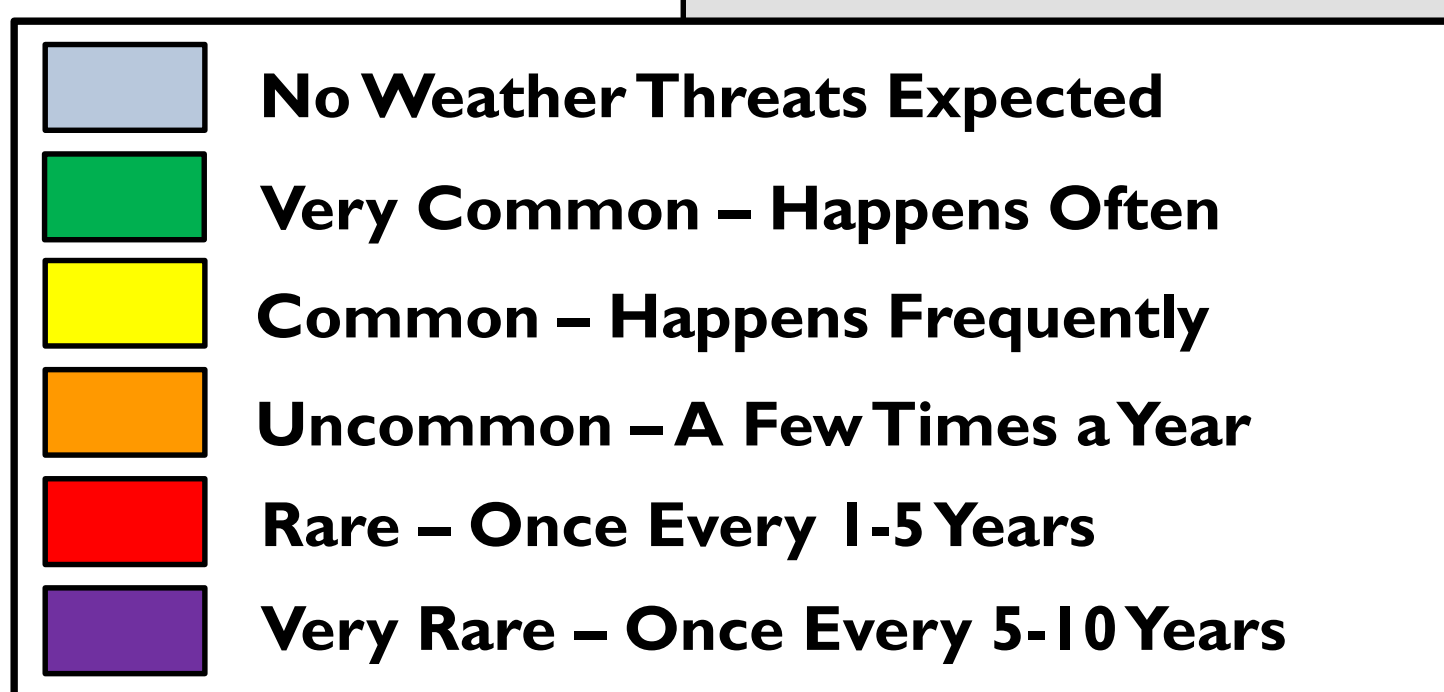 No Weather Threats Expected
Very Common – Happens Often
Common – Happens Frequently
Uncommon – A Few Times a Year
Rare – Once Every 1-5 Years
Very Rare – Once Every 5-10 Years